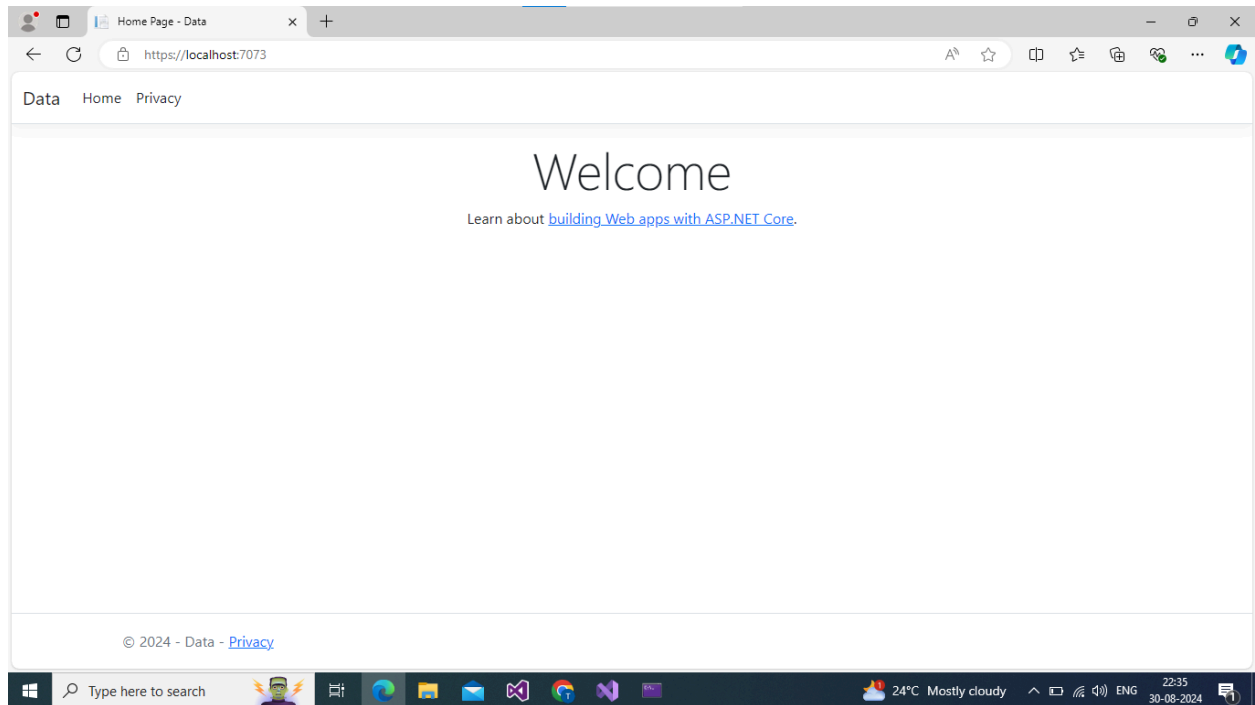 Home Page - Data
https://localhost:7073
Data Home Privacy
Welcome
Learn about building Web apps with ASP.NET Core.
© 2024 - Data - Privacy
Type here to search
24°C Mostly cloudy ENG
22:35
30-08-2024
1